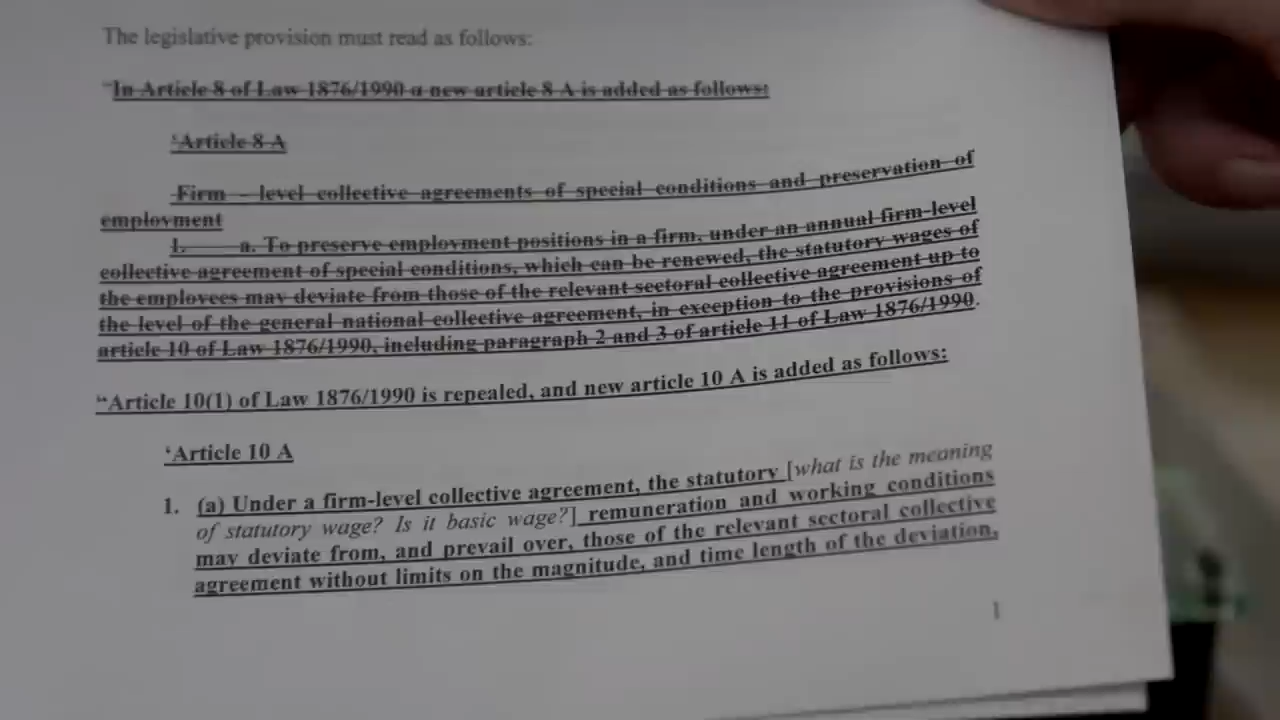 The legislative provision must read as follows:
"In Article 8 of Law 1876/1990 a new article 8 A is added as follows:
'Article 8 A
Firm – level collective agreements of special conditions and preservation of
employment
1. a. To preserve employment positions in a firm, under an annual firm-level
collective agreement of special conditions, which can be renewed, the statutory wages of
the employees may deviate from those of the relevant sectoral collective agreement up to
the level of the general national collective agreement, in exception to the provisions of
article 10 of Law 1876/1990, including paragraph 2 and 3 of article 11 of Law 1876/1990.
"Article 10(1) of Law 1876/1990 is repealed, and new article 10 A is added as follows:
'Article 10 A
1. (a) Under a firm-level collective agreement, the statutory [what is the meaning
of statutory wage? Is it basic wage?] remuneration and working conditions
may deviate from, and prevail over, those of the relevant sectoral collective
agreement without limits on the magnitude, and time length of the deviation,
1